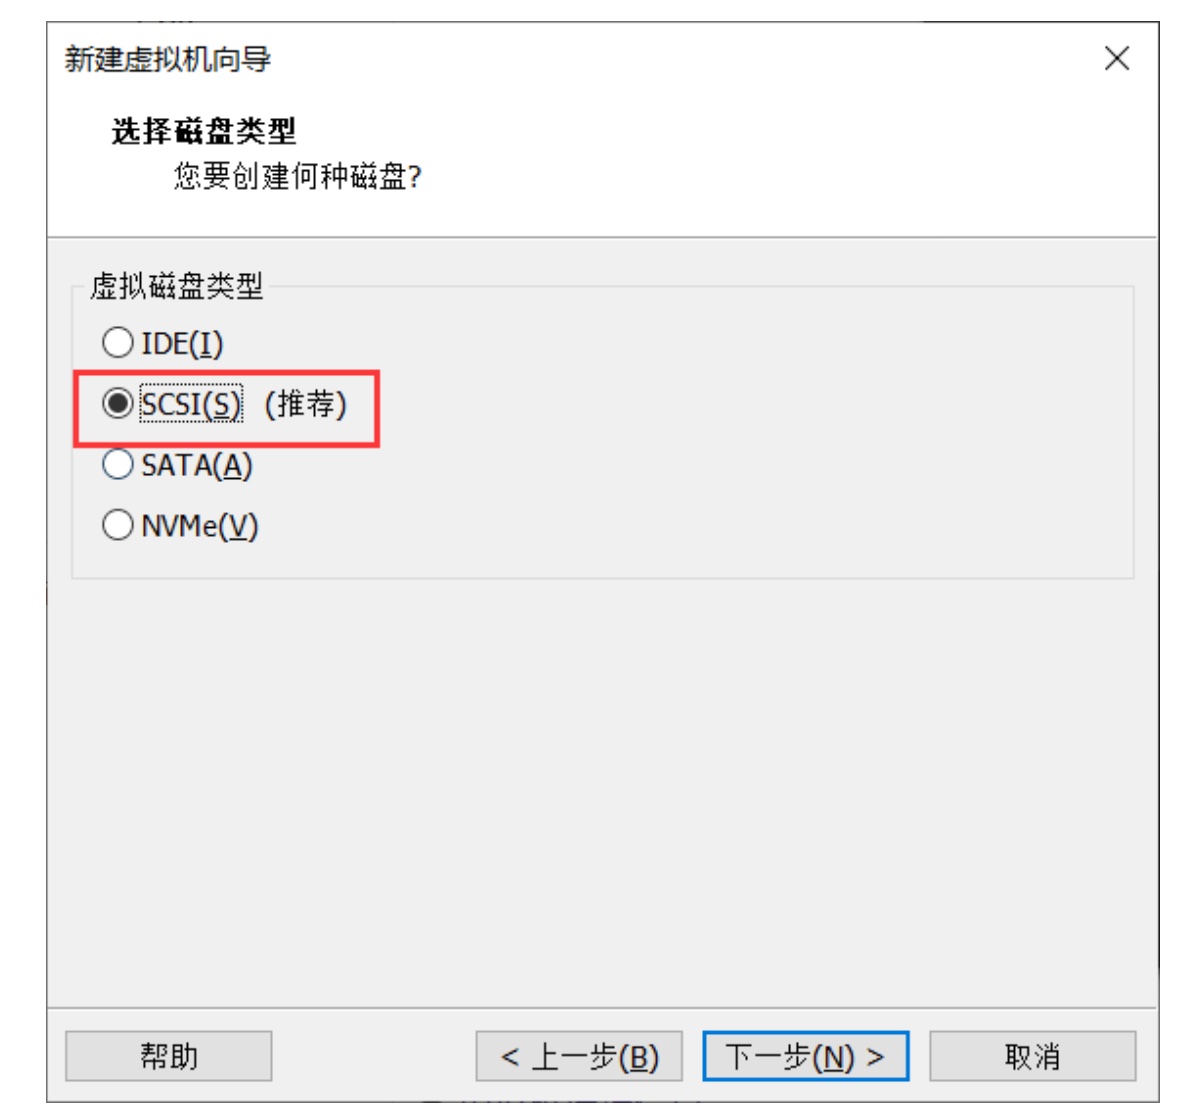 新建虚拟机向导
选择磁盘类型
您要创建何种磁盘?
虚拟磁盘类型
IDE(I)
SCSI(S) (推荐)
SATA(A)
NVMe(V)
帮助
< 上一步(B)
下一步(N) >
取消